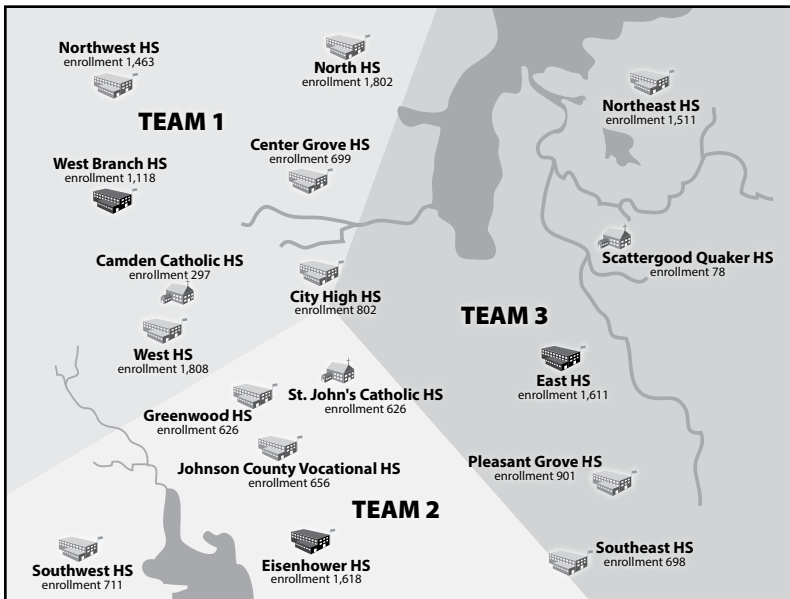 Northwest HS
enrollment 1,463
North HS
enrollment 1,802
Northeast HS
enrollment 1,511
TEAM 1
Center Grove HS
enrollment 699
West Branch HS
enrollment 1,118
Camden Catholic HS
enrollment 297
City High HS
enrollment 802
Scattergood Quaker HS
enrollment 78
TEAM 3
West HS
enrollment 1,808
East HS
enrollment 1,611
St. John's Catholic HS
enrollment 626
Greenwood HS
enrollment 626
Johnson County Vocational HS
enrollment 656
Pleasant Grove HS
enrollment 901
TEAM 2
Southwest HS
enrollment 711
Eisenhower HS
enrollment 1,618
Southeast HS
enrollment 698